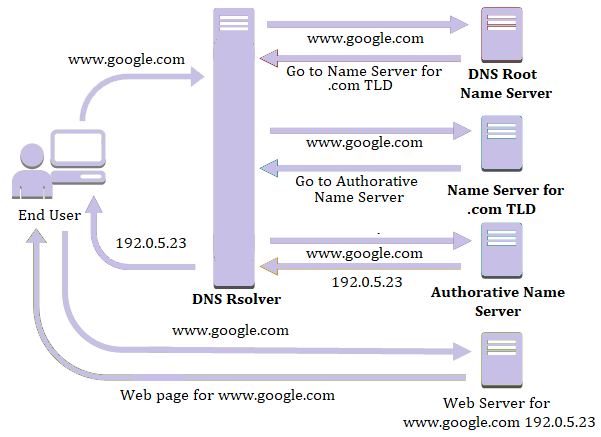 www.google.com
www.google.com
Go to Name Server for
.com TLD
DNS Root
Name Server
www.google.com
Go to Authorative
Name Server
Name Server for
.com TLD
End User
192.0.5.23
www.google.com
192.0.5.23
DNS Rsolver
Authorative Name
Server
www.google.com
Web page for www.google.com
Web Server for
www.google.com 192.0.5.23